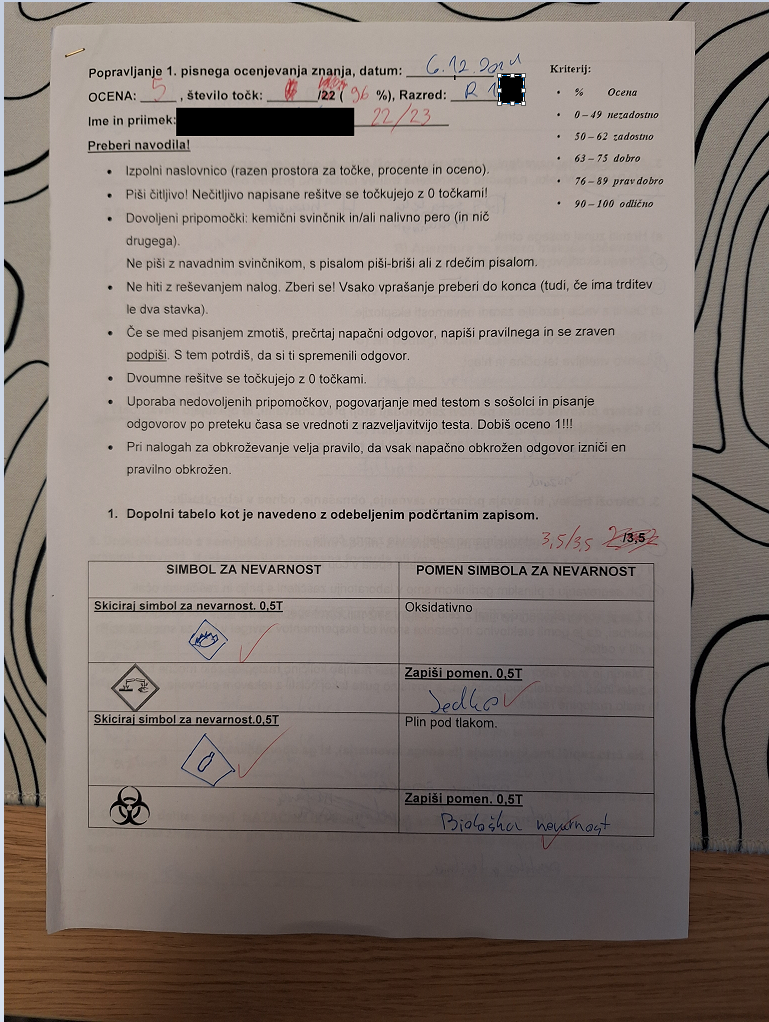 Popravljanje 1. pisnega ocenjevanja znanja, datum: 6.12.2021
OCENA: 5 , število točk: /22 ( 96 %), Razred: R 1
Ime in priimek: 22/23
Kriterij:
• % Ocena
• 0 – 49 nezadostno
• 50 – 62 zadostno
• 63 – 75 dobro
• 76 – 89 prav dobro
• 90 – 100 odlično
Preberi navodila!
• Izpolni naslovnico (razen prostora za točke, procente in oceno).
• Piši čitljivo! Nečitljivo napisane rešitve se točkujejo z 0 točkami!
• Dovoljeni pripomočki: kemični svinčnik in/ali nalivno pero (in nič
drugega).
Ne piši z navadnim svinčnikom, s pisalom piši-briši ali z rdečim pisalom.
• Ne hiti z reševanjem nalog. Zberi se! Vsako vprašanje preberi do konca (tudi, če ima trditev
le dva stavka).
• Če se med pisanjem zmotiš, prečrtaj napačni odgovor, napiši pravilnega in se zraven
podpiši. S tem potrdiš, da si ti spremenili odgovor.
• Dvoumne rešitve se točkujejo z 0 točkami.
• Uporaba nedovoljenih pripomočkov, pogovarjanje med testom s sošolci in pisanje
odgovorov po preteku časa se vrednoti z razveljavitvijo testa. Dobiš oceno 1!!!
• Pri nalogah za obkroževanje velja pravilo, da vsak napačno obkrožen odgovor izniči en
pravilno obkrožen.
1. Dopolni tabelo kot je navedeno z odebeljenim podčrtanim zapisom.
3,5/3,5 /3,5
SIMBOL ZA NEVARNOST POMEN SIMBOLA ZA NEVARNOST
Skiciraj simbol za nevarnost. 0,5T Oksidativno
Zapiši pomen. 0,5T
Jedko
Skiciraj simbol za nevarnost.0,5T Plin pod tlakom.
Zapiši pomen. 0,5T
Biološka nevarnost